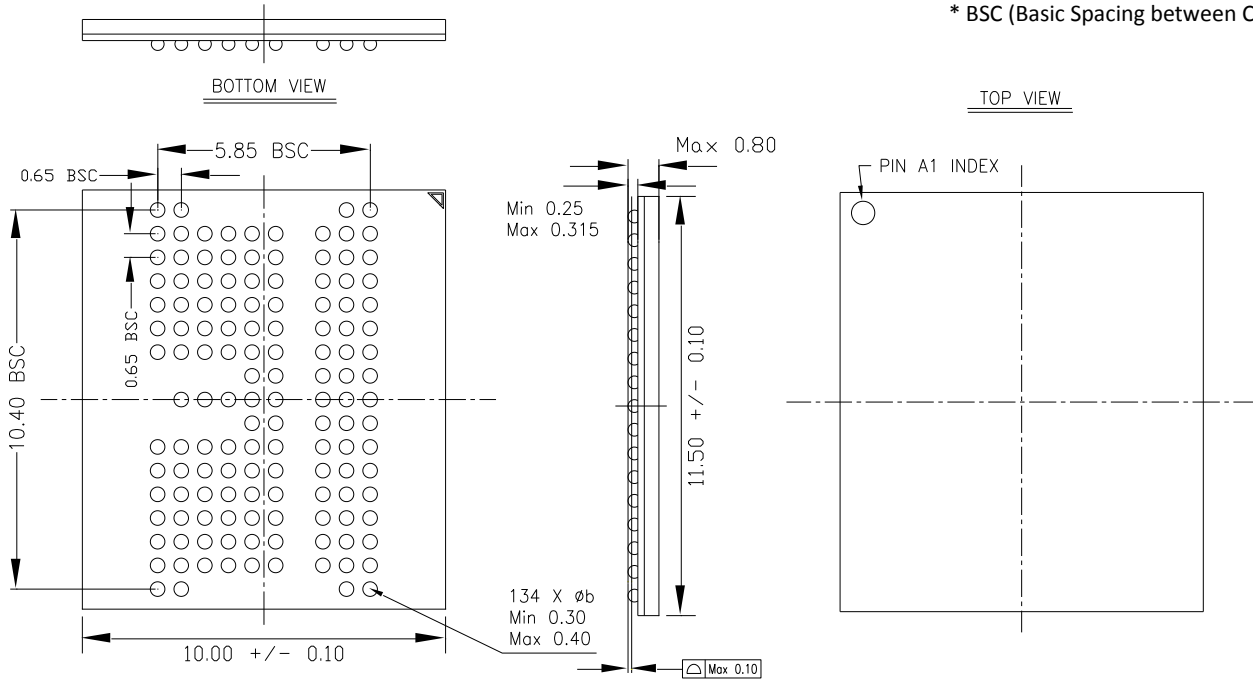 * BSC (Basic Spacing between C
BOTTOM VIEW
TOP VIEW
5.85 BSC
0.65 BSC
Max 0.80
PIN A1 INDEX
Min 0.25
Max 0.315
0.65 BSC
10.40 BSC
11.50 +/- 0.10
134 X øb
Min 0.30
Max 0.40
10.00 +/- 0.10
Max 0.10